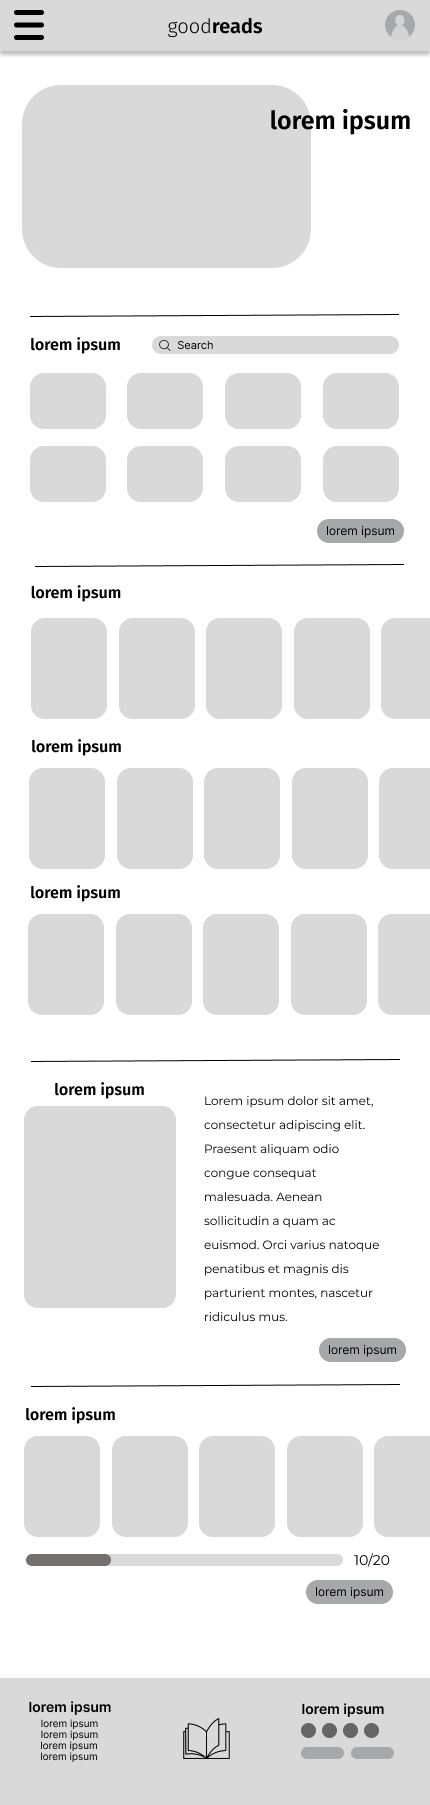 goodreads
lorem ipsum
lorem ipsum
Search
lorem ipsum
lorem ipsum
lorem ipsum
lorem ipsum
lorem ipsum
Lorem ipsum dolor sit amet,
consectetur adipiscing elit.
Praesent aliquam odio
congue consequat
malesuada. Aenean
sollicitudin a quam ac
euismod. Orci varius natoque
penatibus et magnis dis
parturient montes, nascetur
ridiculus mus.
lorem ipsum
lorem ipsum
10/20
lorem ipsum
lorem ipsum
lorem ipsum
lorem ipsum
lorem ipsum
lorem ipsum
lorem ipsum